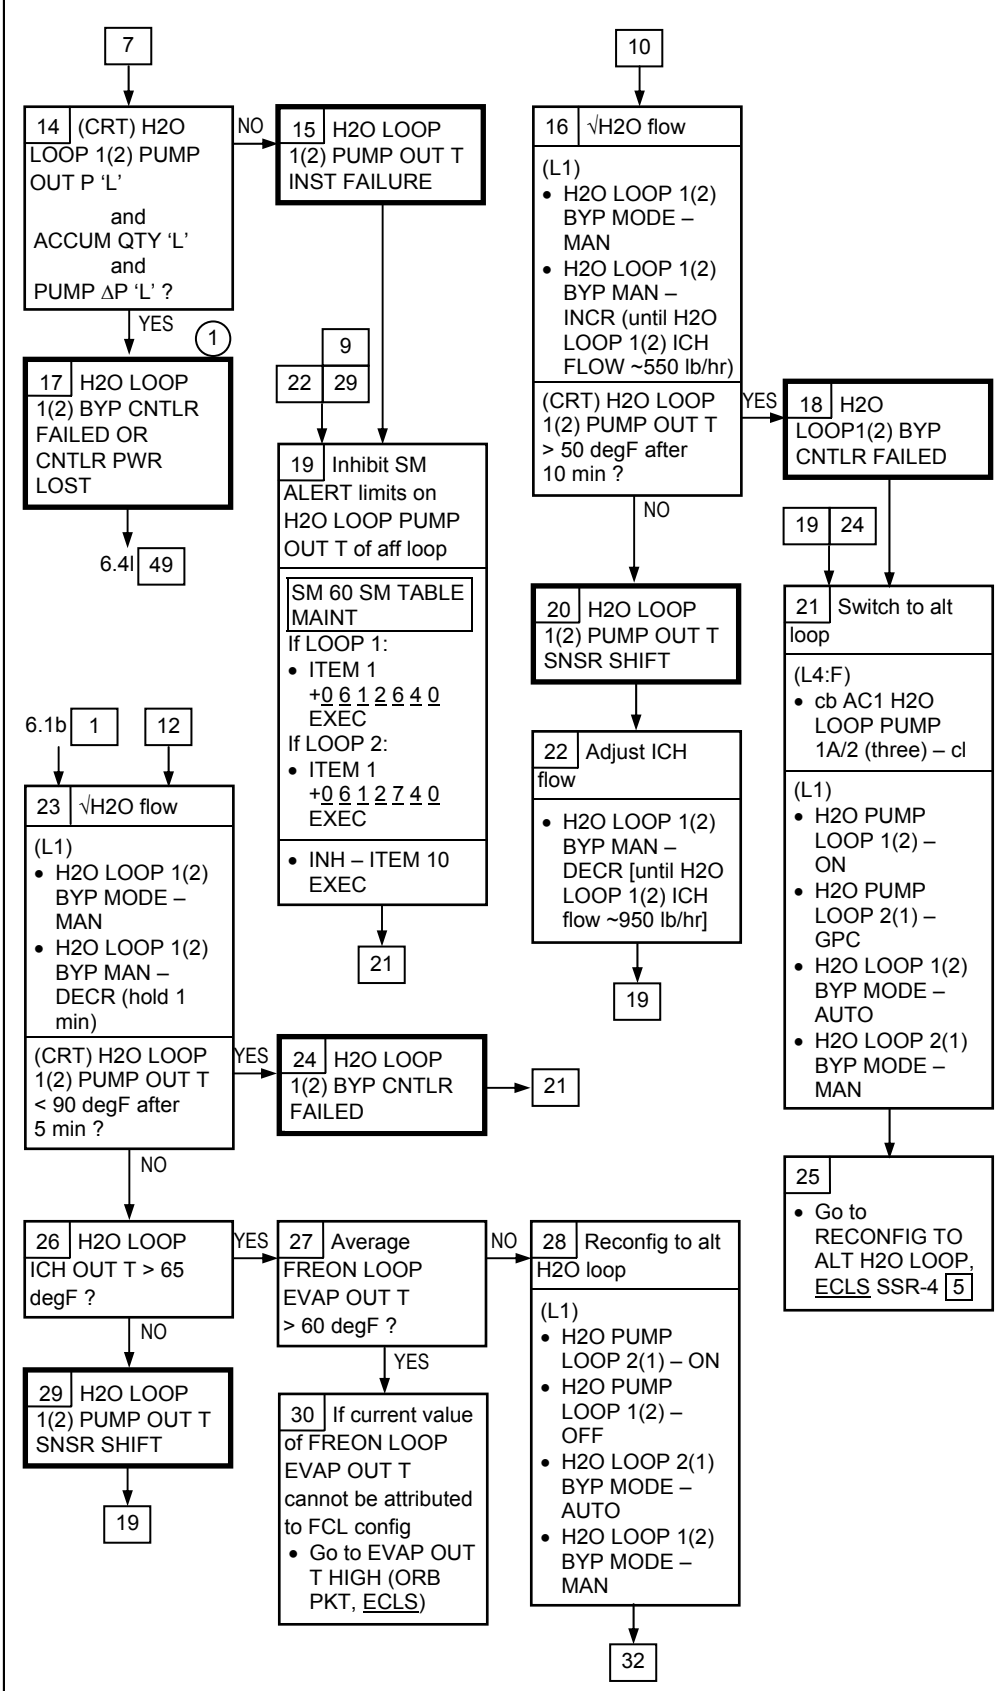 7
14 (CRT) H2O
LOOP 1(2) PUMP
OUT P ‘L’
and
ACCUM QTY ‘L’
and
PUMP ∆P ‘L’ ?
NO
15 H2O LOOP
1(2) PUMP OUT T
INST FAILURE
YES
1
17 H2O LOOP
1(2) BYP CNTLR
FAILED OR
CNTLR PWR
LOST
6.4l 49
9
22 29
19 Inhibit SM
ALERT limits on
H2O LOOP PUMP
OUT T of aff loop
SM 60 SM TABLE
MAINT
If LOOP 1:
• ITEM 1
+0 6 1 2 6 4 0
EXEC
If LOOP 2:
• ITEM 1
+0 6 1 2 7 4 0
EXEC
• INH – ITEM 10
EXEC
21
10
16 √H2O flow
(L1)
• H2O LOOP 1(2)
BYP MODE –
MAN
• H2O LOOP 1(2)
BYP MAN –
INCR (until H2O
LOOP 1(2) ICH
FLOW ~550 lb/hr)
(CRT) H2O LOOP
1(2) PUMP OUT T
> 50 degF after
10 min ?
YES
18 H2O
LOOP1(2) BYP
CNTLR FAILED
NO
20 H2O LOOP
1(2) PUMP OUT T
SNSR SHIFT
22 Adjust ICH
flow
• H2O LOOP 1(2)
BYP MAN –
DECR [until H2O
LOOP 1(2) ICH
flow ~950 lb/hr]
19
19 24
21 Switch to alt
loop
(L4:F)
• cb AC1 H2O
LOOP PUMP
1A/2 (three) – cl
(L1)
• H2O PUMP
LOOP 1(2) –
ON
• H2O PUMP
LOOP 2(1) –
GPC
• H2O LOOP 1(2)
BYP MODE –
AUTO
• H2O LOOP 2(1)
BYP MODE –
MAN
25
• Go to
RECONFIG TO
ALT H2O LOOP,
ECLS SSR-4 5
6.1b 1 12
23 √H2O flow
(L1)
• H2O LOOP 1(2)
BYP MODE –
MAN
• H2O LOOP 1(2)
BYP MAN –
DECR (hold 1
min)
(CRT) H2O LOOP
1(2) PUMP OUT T
< 90 degF after
5 min ?
YES
24 H2O LOOP
1(2) BYP CNTLR
FAILED
21
NO
26 H2O LOOP
ICH OUT T > 65
degF ?
YES
27 Average
FREON LOOP
EVAP OUT T
> 60 degF ?
NO
28 Reconfig to alt
H2O loop
(L1)
• H2O PUMP
LOOP 2(1) – ON
• H2O PUMP
LOOP 1(2) –
OFF
• H2O LOOP 2(1)
BYP MODE –
AUTO
• H2O LOOP 1(2)
BYP MODE –
MAN
32
NO
29 H2O LOOP
1(2) PUMP OUT T
SNSR SHIFT
19
YES
30 If current value
of FREON LOOP
EVAP OUT T
cannot be attributed
to FCL config
• Go to EVAP OUT
T HIGH (ORB
PKT, ECLS)